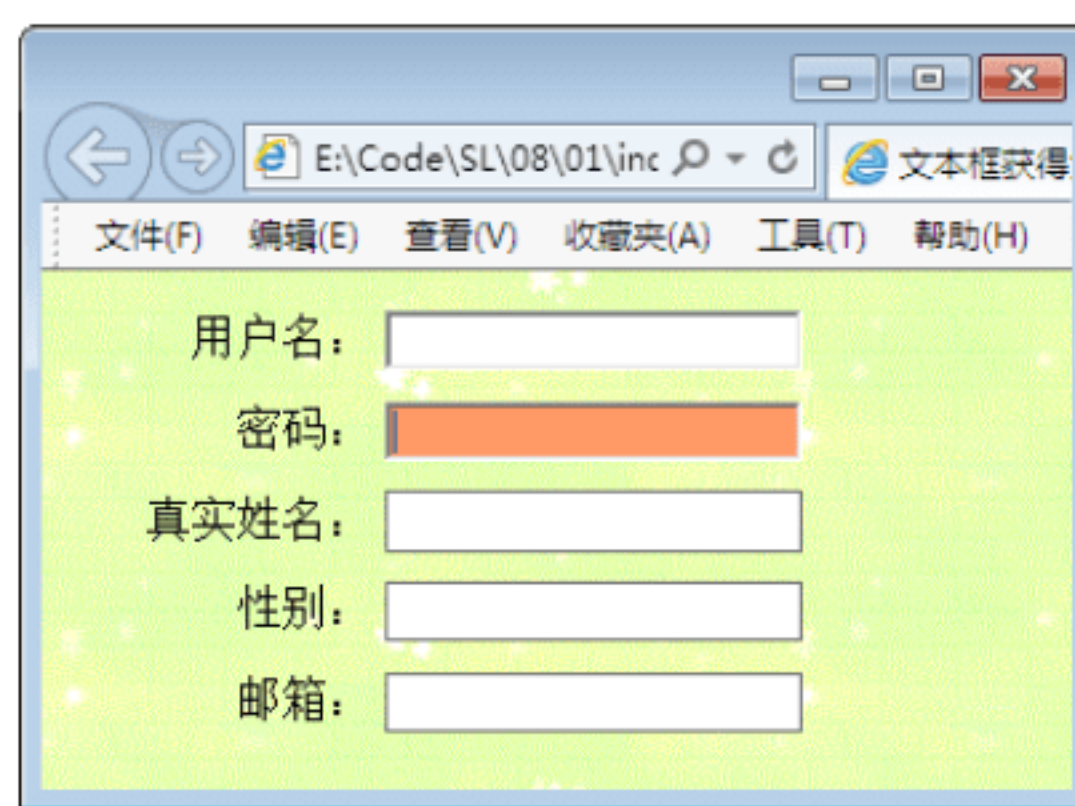 E:\Code\SL\08\01\inc
文本框获得
文件(F) 编辑(E) 查看(V) 收藏夹(A) 工具(T) 帮助(H)
用户名：
密码：
真实姓名：
性别：
邮箱：